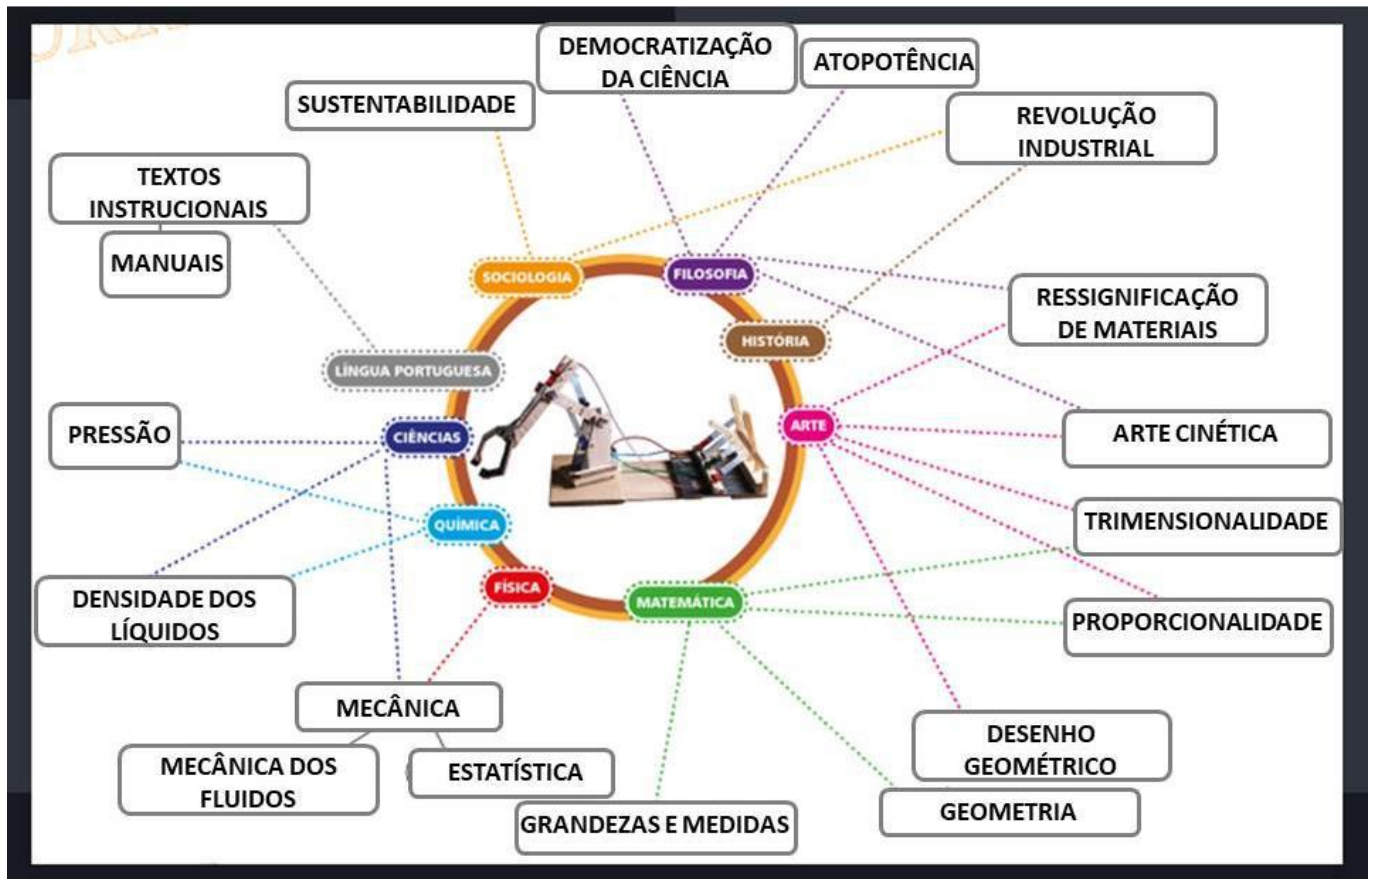 DEMOCRATIZAÇÃO
DA CIÊNCIA
ATOPOTÊNCIA
SUSTENTABILIDADE
REVOLUÇÃO
INDUSTRIAL
TEXTOS
INSTRUCIONAIS
MANUAIS
SOCIOLOGIA
FILOSOFIA
RESSIGNIFICAÇÃO
DE MATERIAIS
HISTÓRIA
LÍNGUA PORTUGUESA
PRESSÃO
CIÊNCIAS
ARTE
ARTE CINÉTICA
QUÍMICA
TRIMENSIONALIDADE
FÍSICA
MATEMÁTICA
DENSIDADE DOS
LÍQUIDOS
PROPORCIONALIDADE
MECÂNICA
DESENHO
GEOMÉTRICO
MECÂNICA DOS
FLUIDOS
ESTATÍSTICA
GRANDEZAS E MEDIDAS
GEOMETRIA